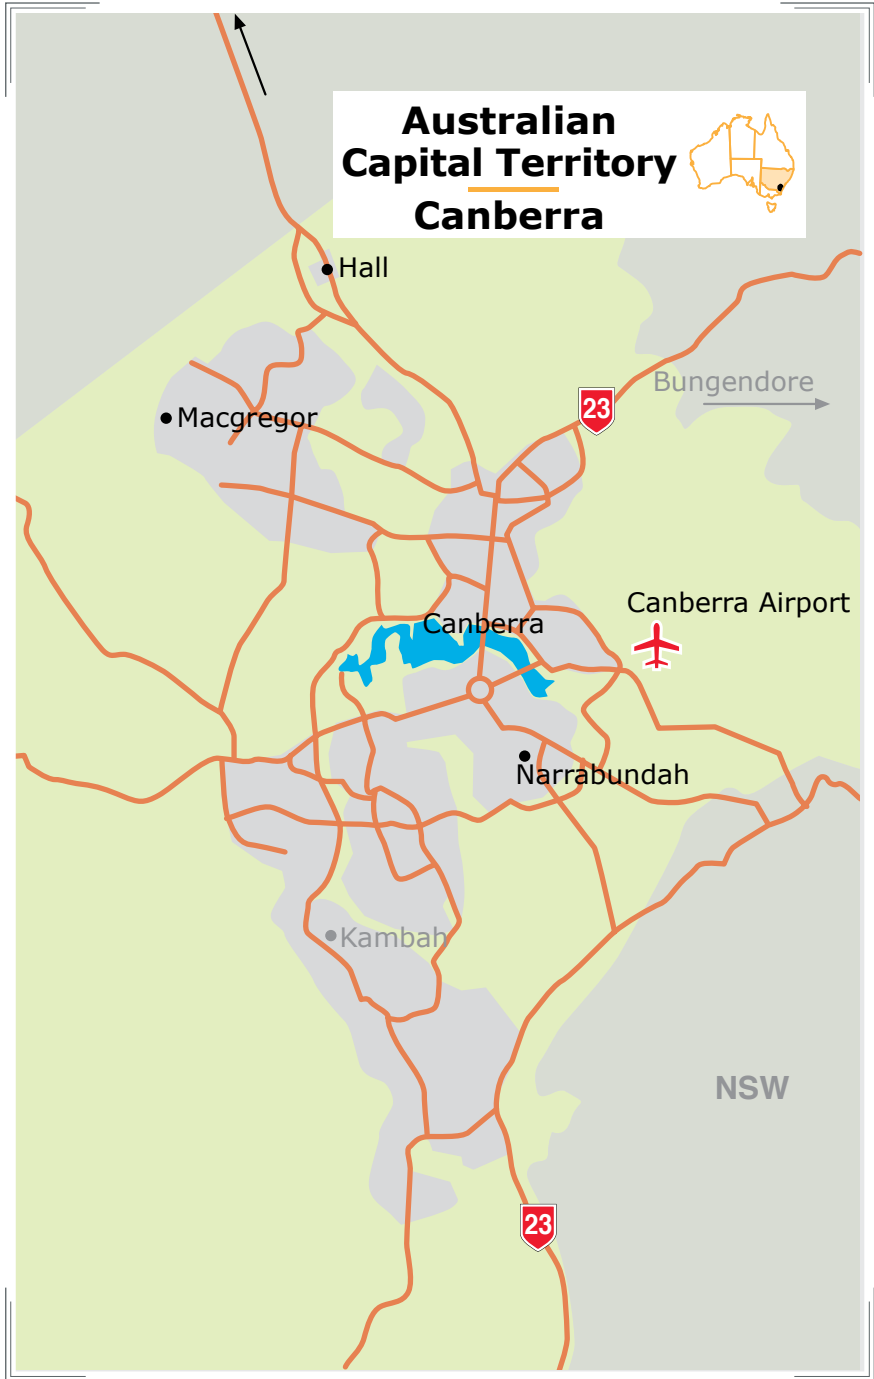 Australian
Capital Territory
Canberra
Hall
Bungendore
23
Macgregor
Canberra Airport
Canberra
Narrabundah
Kambah
NSW
23